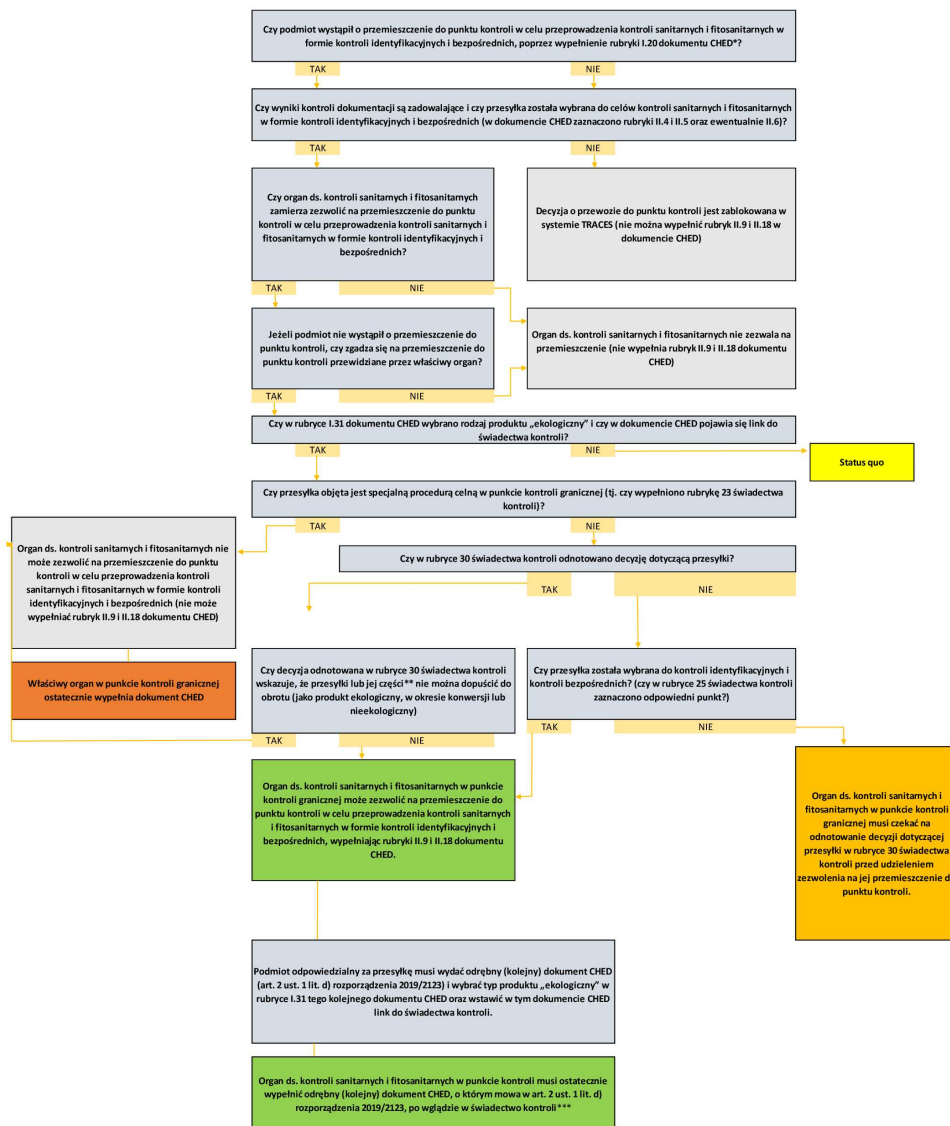 Czy podmiot wystąpił o przemieszczenie do punktu kontroli w celu przeprowadzenia kontroli sanitarnych i fitosanitarnych w
formie kontroli identyfikacyjnych i bezpośrednich, poprzez wypełnienie rubryki I.20 dokumentu CHED*?
TAK
NIE
Czy wyniki kontroli dokumentacji są zadowalające i czy przesyłka została wybrana do celów kontroli sanitarnych i fitosanitarnych
w formie kontroli identyfikacyjnych i bezpośrednich (w dokumencie CHED zaznaczono rubryki II.4 i II.5 oraz ewentualnie II.6)?
TAK
NIE
Czy organ ds. kontroli sanitarnych i fitosanitarnych
zamierza zezwolić na przemieszczenie do punktu
kontroli w celu przeprowadzenia kontroli sanitarnych i
fitosanitarnych w formie kontroli identyfikacyjnych i
bezpośrednich?
Decyzja o przewozie do punktu kontroli jest zablokowana w
systemie TRACES (nie można wypełnić rubryk II.9 i II.18 w
dokumencie CHED)
TAK
NIE
Jeżeli podmiot nie wystąpił o przemieszczenie do
punktu kontroli, czy zgadza się na przemieszczenie do
punktu kontroli przewidziane przez właściwy organ?
Organ ds. kontroli sanitarnych i fitosanitarnych nie zezwala na
przemieszczenie (nie wypełnia rubryk II.9 i II.18 dokumentu
CHED)
TAK
NIE
Czy w rubryce I.31 dokumentu CHED wybrano rodzaj produktu „ekologiczny” i czy w dokumencie CHED pojawia się link do
świadectwa kontroli?
TAK
NIE
Status quo
Czy przesyłka objęta jest specjalną procedurą celną w punkcie kontroli granicznej (tj. czy wypełniono rubrykę 23 świadectwa
kontroli)?
TAK
NIE
Organ ds. kontroli sanitarnych i fitosanitarnym nie
może zezwolić na przemieszczenie do punktu
kontroli w celu przeprowadzenia kontroli
sanitarnych i fitosanitarnych w formie kontroli
identyfikacyjnych i bezpośrednich (nie może
wypełniać rubryk II.9 i II.18 dokumentu CHED)
Czy w rubryce 30 świadectwa kontroli odnotowano decyzję dotyczącą przesyłki?
TAK
NIE
Właściwy organ w punkcie kontroli granicznej
ostatecznie wypełnia dokument CHED
Czy decyzja odnotowana w rubryce 30 świadectwa kontroli
wskazuje, że przesyłki lub jej części** nie można dopuścić do
obrotu (jako produkt ekologiczny, w okresie konwersji lub
nieekologiczny)
Czy przesyłka została wybrana do kontroli identyfikacyjnych i
kontroli bezpośrednich? (czy w rubryce 25 świadectwa kontroli
zaznaczono odpowiedni punkt?)
TAK
NIE
TAK
NIE
Organ ds. kontroli sanitarnych i fitosanitarnych w punkcie
kontroli granicznej może zezwolić na przemieszczenie do
punktu kontroli w celu przeprowadzenia kontroli sanitarnych
i fitosanitarnych w formie kontroli identyfikacyjnych i
bezpośrednich, wypełniając rubryki II.9 i II.18 dokumentu
CHED.
Organ ds. kontroli sanitarnych i
fitosanitarnych w punkcie kontroli
granicznej musi czekać na
odnotowanie decyzji dotyczącej
przesyłki w rubryce 30 świadectwa
kontroli przed udzieleniem
zezwolenia na jej przemieszczenie d
punktu kontroli.
Podmiot odpowiedzialny za przesyłkę musi wydać odrębny (kolejny) dokument CHED
(art. 2 ust. 1 lit. d) rozporządzenia 2019/2123) i wybrać typ produktu „ekologiczny” w
rubryce I.31 tego kolejnego dokumentu CHED oraz wstawić w tym dokumencie CHED
link do świadectwa kontroli.
Organ ds. kontroli sanitarnych i fitosanitarnych w punkcie kontroli musi ostatecznie
wypełnić odrębny (kolejny) dokument CHED, o którym mowa w art. 2 ust. 1 lit. d)
rozporządzenia 2019/2123, po wglądzie w świadectwo kontroli***